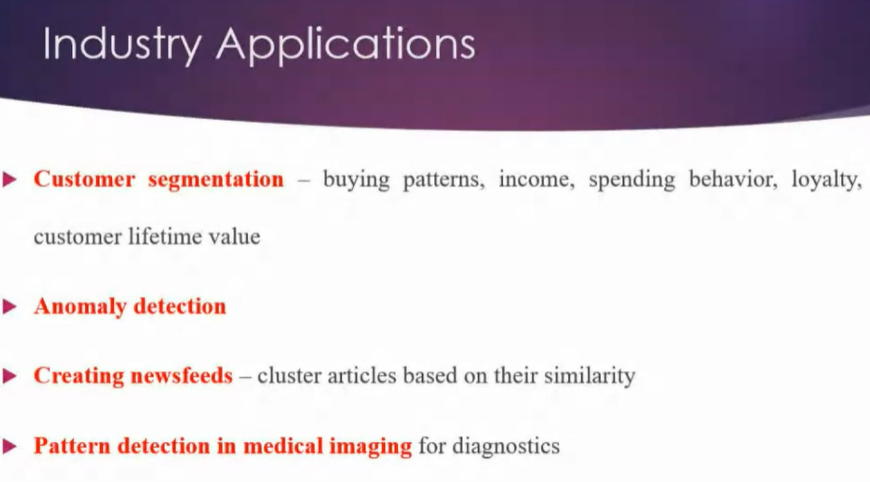 Industry Applications
Customer segmentation – buying patterns, income, spending behavior, loyalty,
customer lifetime value
Anomaly detection
Creating newsfeeds – cluster articles based on their similarity
Pattern detection in medical imaging for diagnostics